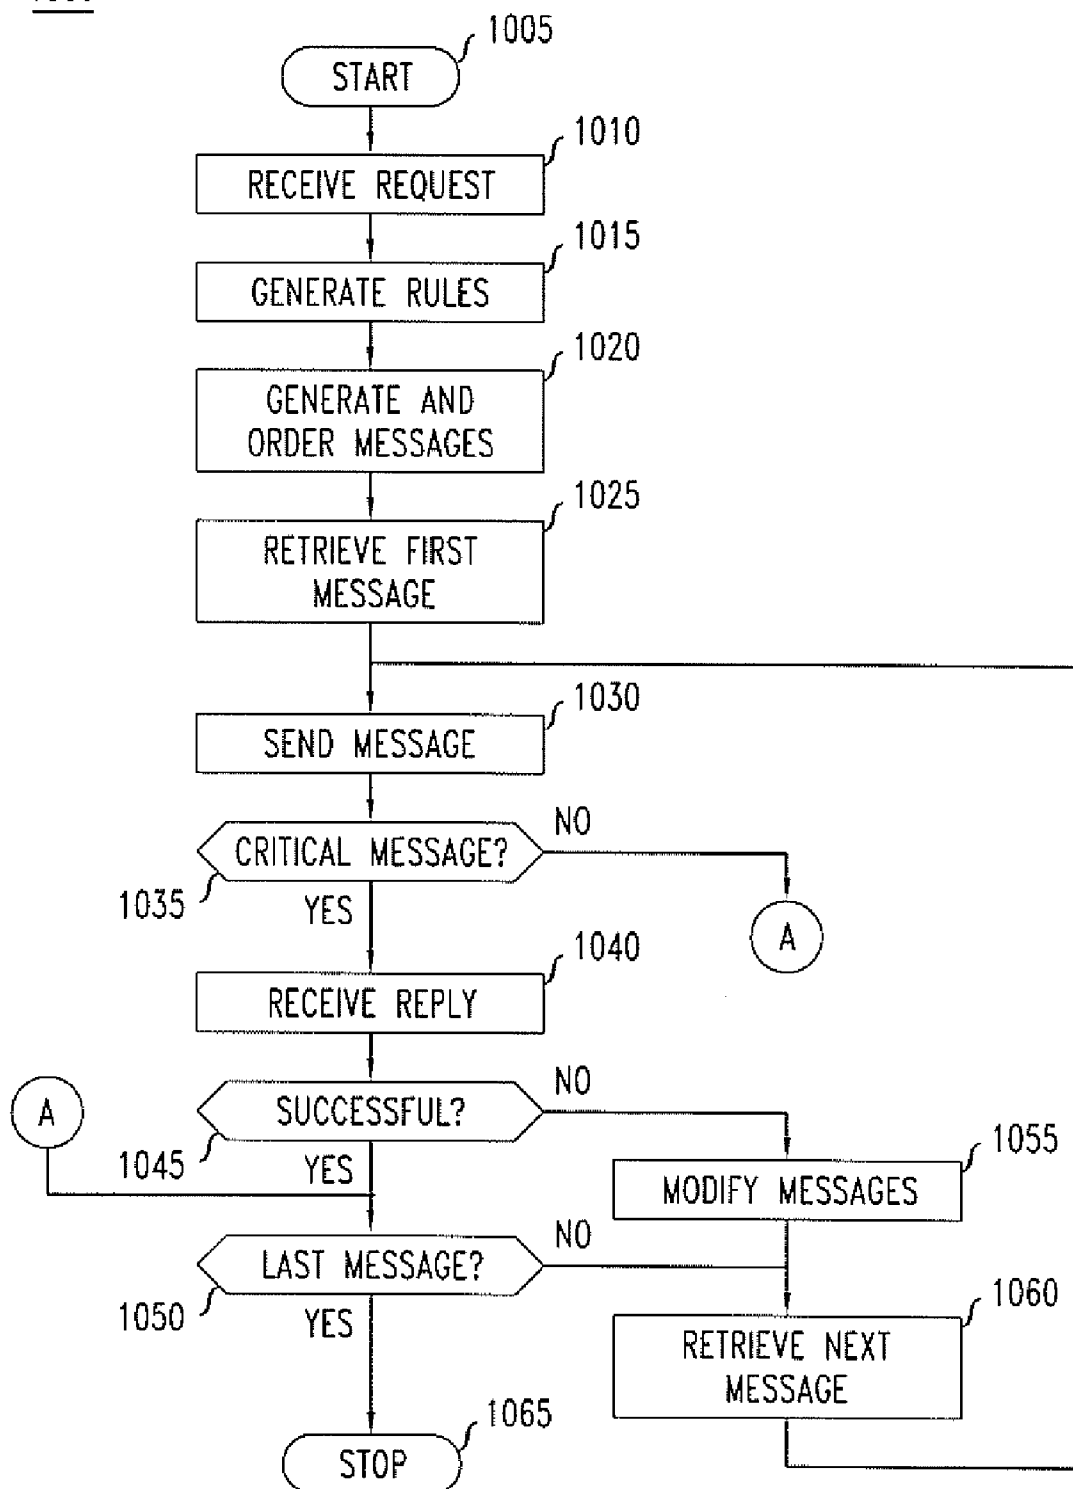 1005
START
1010
RECEIVE REQUEST
1015
GENERATE RULES
1020
GENERATE AND
ORDER MESSAGES
1025
RETRIEVE FIRST
MESSAGE
1030
SEND MESSAGE
CRITICAL MESSAGE?
NO
1035
YES
A
1040
RECEIVE REPLY
A
SUCCESSFUL?
NO
1045
YES
1055
MODIFY MESSAGES
LAST MESSAGE?
NO
1050
YES
1060
RETRIEVE NEXT
MESSAGE
1065
STOP